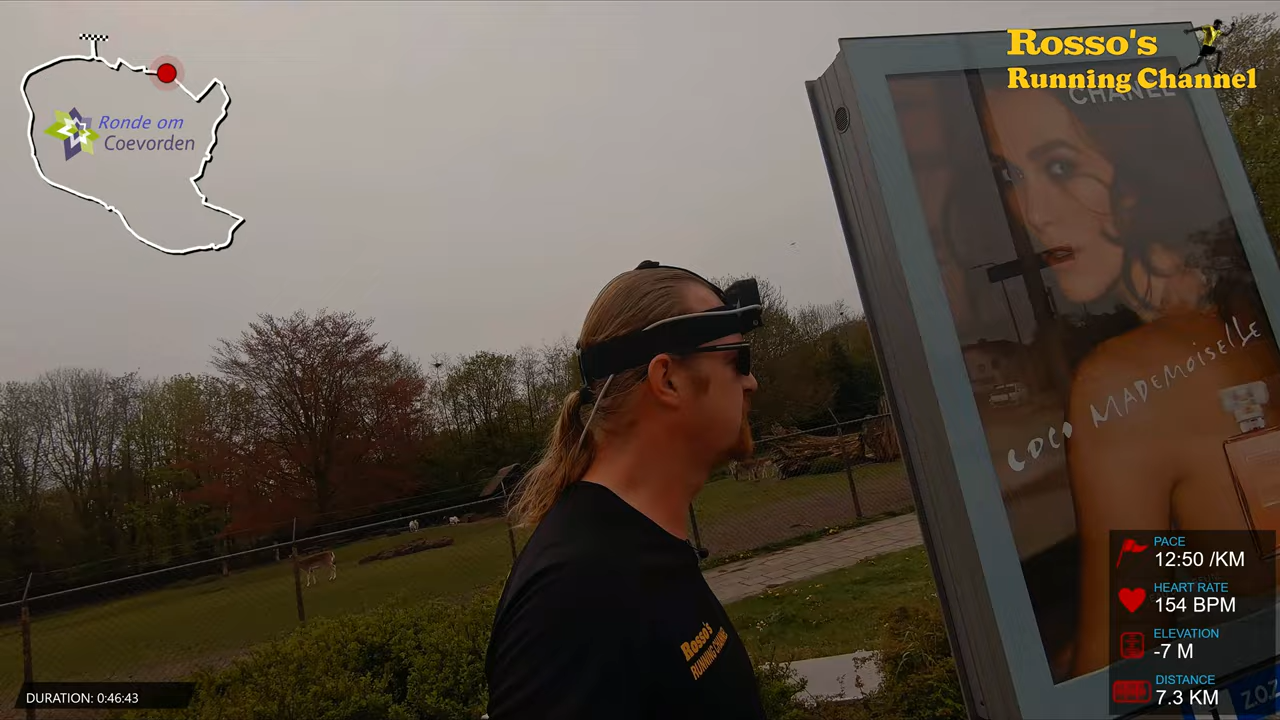 Ronde om
Coevorden
Rosso's
Running Channel
CHANEL
COCO MADEMOISELLE
Rosso's
RUNNING CHANNEL
PACE
12:50 /KM
HEART RATE
154 BPM
ELEVATION
-7 M
DISTANCE
7.3 KM
DURATION: 0:46:43
Z.O.Z